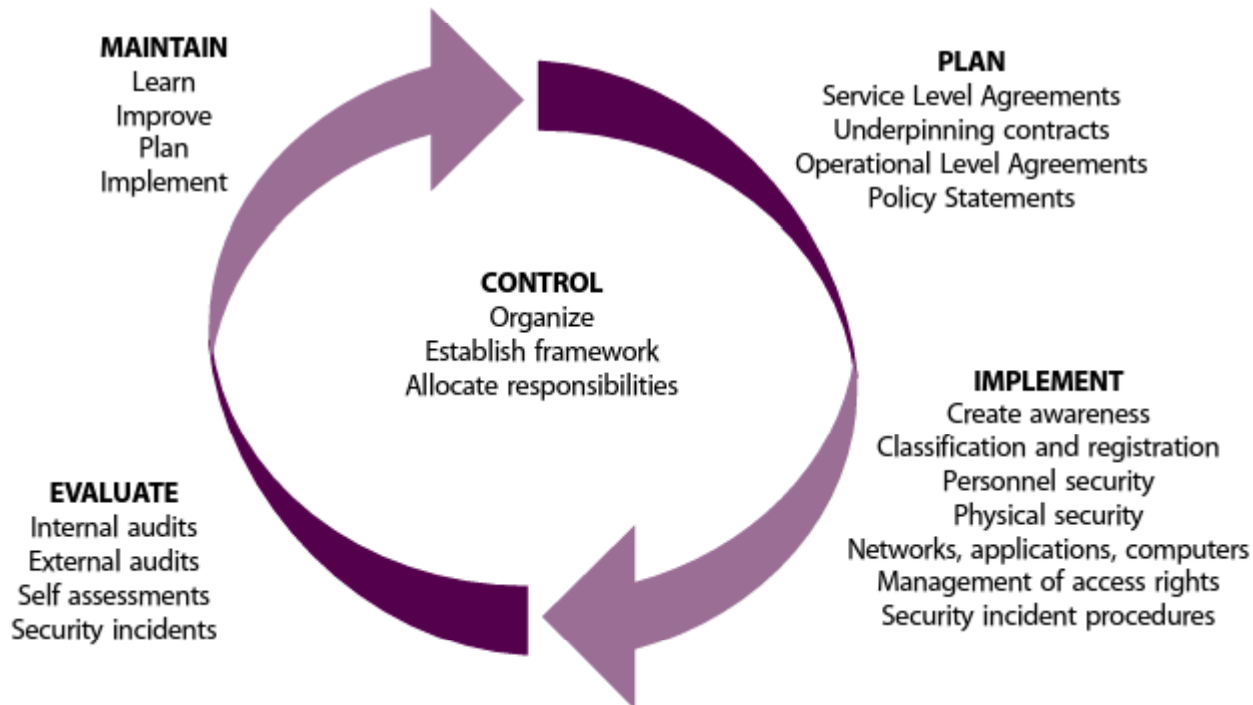 MAINTAIN
Learn
Improve
Plan
Implement
PLAN
Service Level Agreements
Underpinning contracts
Operational Level Agreements
Policy Statements
CONTROL
Organize
Establish framework
Allocate responsibilities
IMPLEMENT
Create awareness
Classification and registration
Personnel security
Physical security
Networks, applications, computers
Management of access rights
Security incident procedures
EVALUATE
Internal audits
External audits
Self assessments
Security incidents